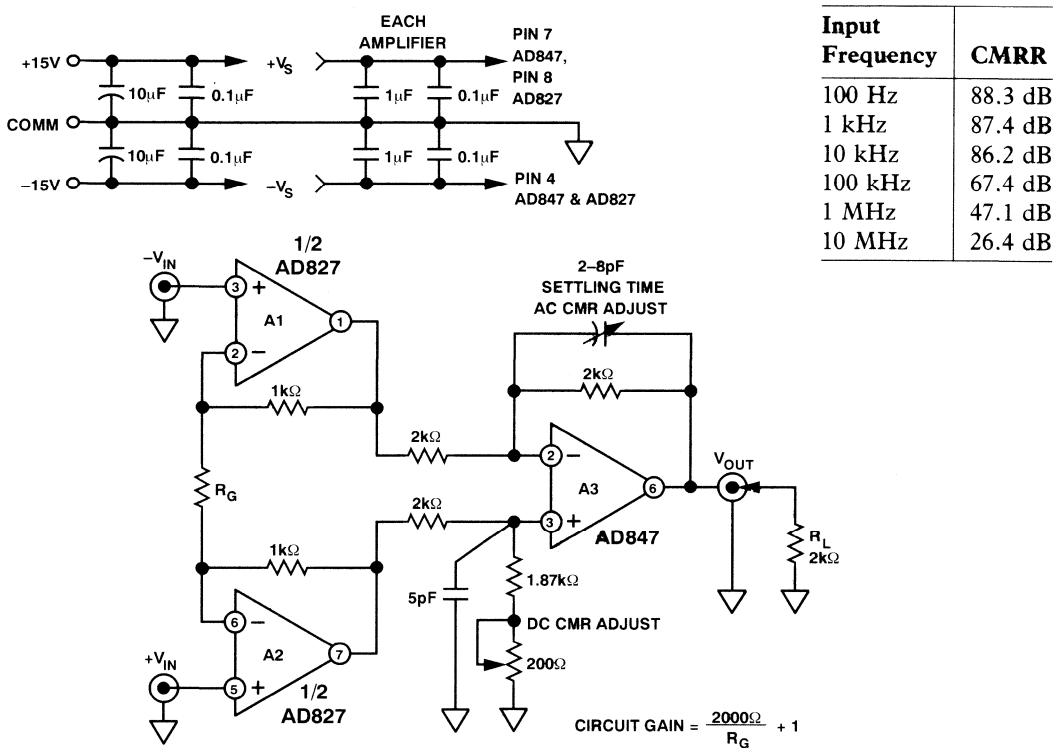 EACH
AMPLIFIER
+15V
+VS
PIN 7
AD847,
PIN 8
AD827
10µF
0.1µF
1µF
0.1µF
COMM
10µF
0.1µF
1µF
0.1µF
−15V
−VS
PIN 4
AD847 & AD827
Input
Frequency CMRR
100 Hz 88.3 dB
1 kHz 87.4 dB
10 kHz 86.2 dB
100 kHz 67.4 dB
1 MHz 47.1 dB
10 MHz 26.4 dB
−VIN
1/2
AD827
3
+
A1
1
2
−
1kΩ
RG
1kΩ
6
−
A2
7
+VIN
5
+
1/2
AD827
2–8pF
SETTLING TIME
AC CMR ADJUST
2kΩ
2kΩ
2
−
A3
6
2kΩ
3
+
AD847
VOUT
RL
2kΩ
5pF
1.87kΩ
DC CMR ADJUST
200Ω
CIRCUIT GAIN = 2000Ω / RG + 1